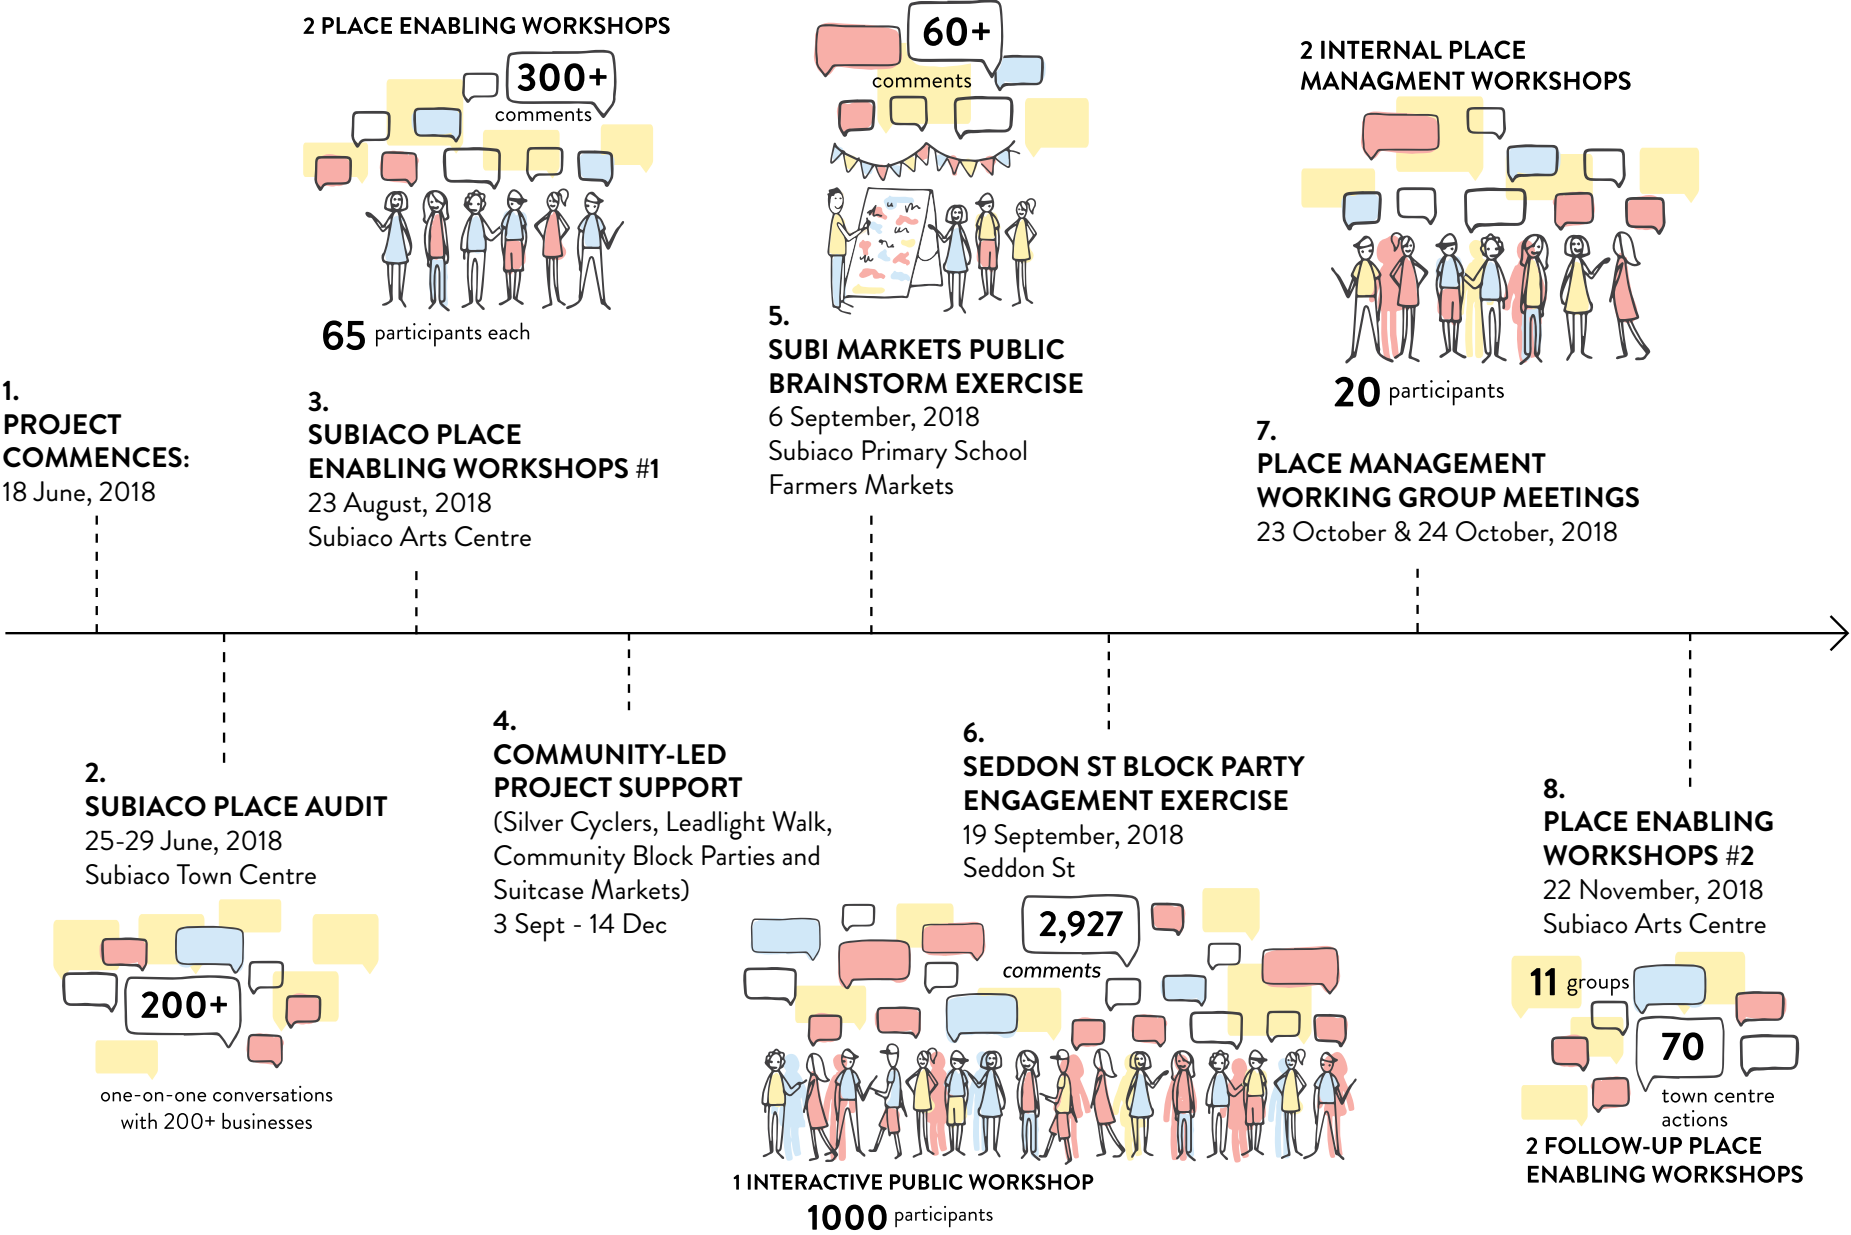 1.
PROJECT
COMMENCES:
18 June, 2018
2.
SUBIACO PLACE AUDIT
25-29 June, 2018
Subiaco Town Centre
200+
one-on-one conversations
with 200+ businesses
2 PLACE ENABLING WORKSHOPS
300+
comments
65 participants each
3.
SUBIACO PLACE
ENABLING WORKSHOPS #1
23 August, 2018
Subiaco Arts Centre
4.
COMMUNITY-LED
PROJECT SUPPORT
(Silver Cyclers, Leadlight Walk,
Community Block Parties and
Suitcase Markets)
3 Sept - 14 Dec
60+
comments
5.
SUBI MARKETS PUBLIC
BRAINSTORM EXERCISE
6 September, 2018
Subiaco Primary School
Farmers Markets
6.
SEDDON ST BLOCK PARTY
ENGAGEMENT EXERCISE
19 September, 2018
Seddon St
2,927
comments
1 INTERACTIVE PUBLIC WORKSHOP
1000 participants
2 INTERNAL PLACE
MANAGMENT WORKSHOPS
20 participants
7.
PLACE MANAGEMENT
WORKING GROUP MEETINGS
23 October & 24 October, 2018
8.
PLACE ENABLING
WORKSHOPS #2
22 November, 2018
Subiaco Arts Centre
11 groups
70
town centre
actions
2 FOLLOW-UP PLACE
ENABLING WORKSHOPS